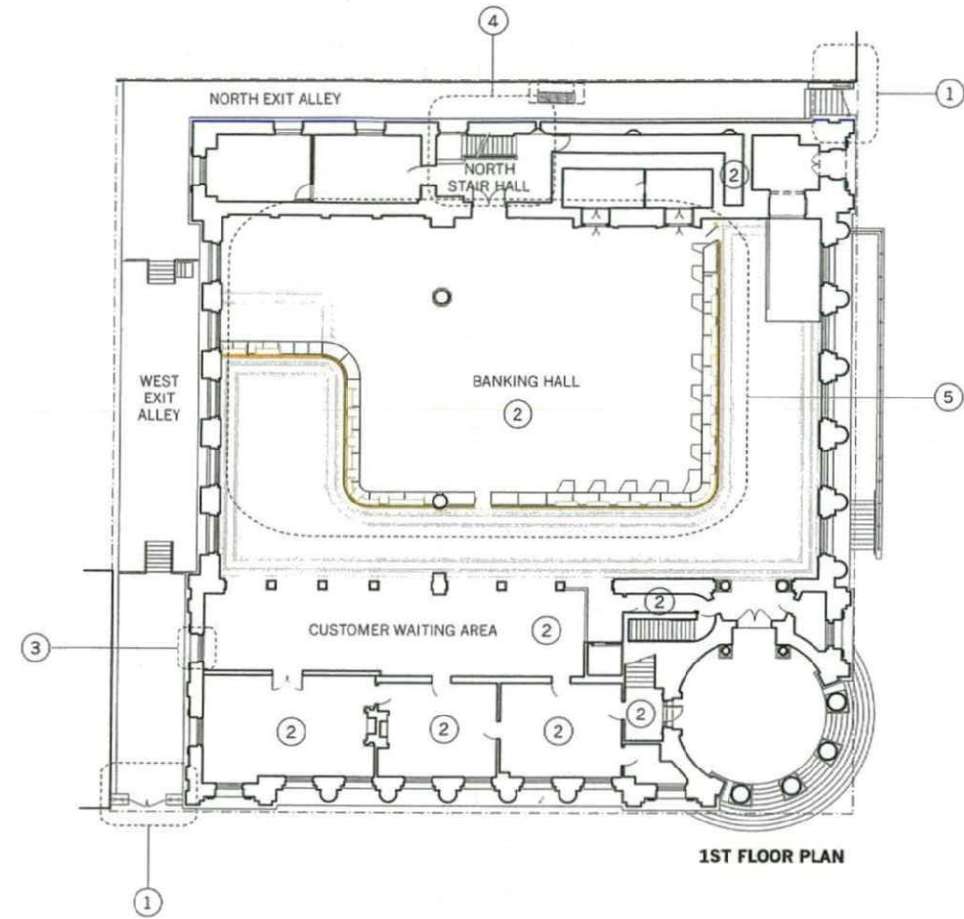 4
1
NORTH EXIT ALLEY
NORTH
STAIR HALL
2
WEST
EXIT
ALLEY
BANKING HALL
2
5
2
CUSTOMER WAITING AREA
2
3
2
2
2
2
1ST FLOOR PLAN
1